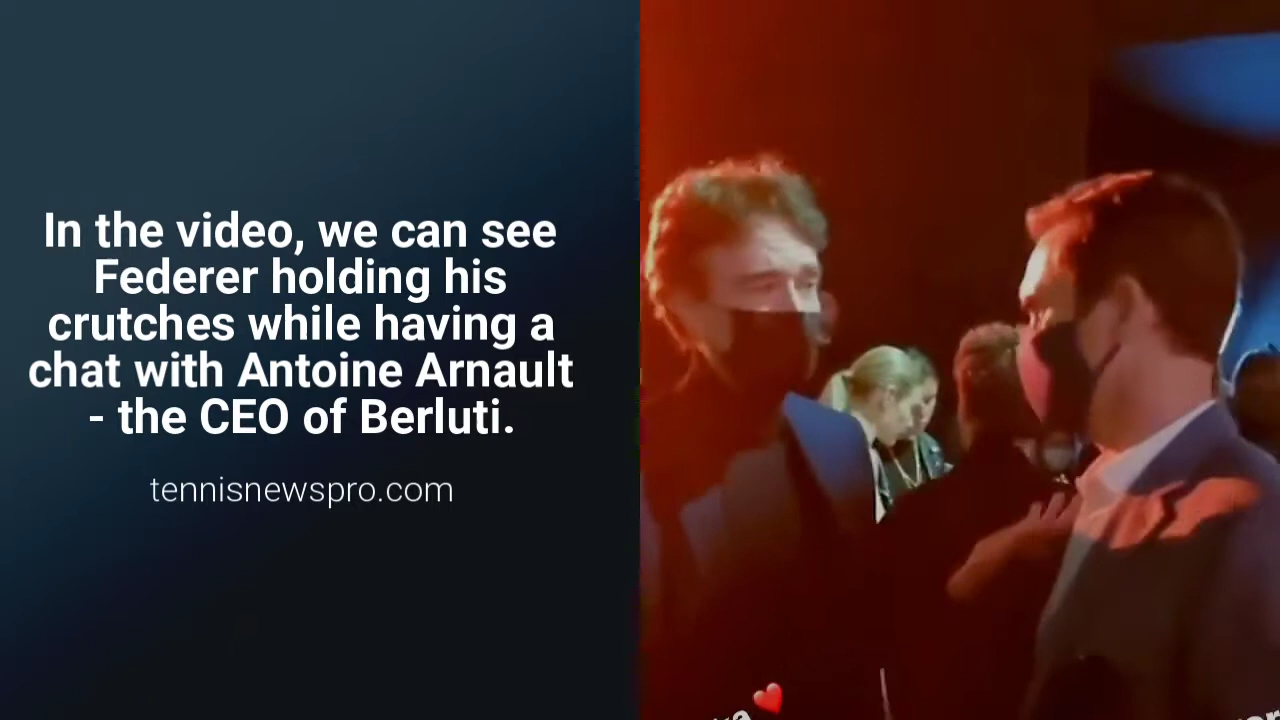 In the video, we can see
Federer holding his
crutches while having a
chat with Antoine Arnault
- the CEO of Berluti.
tennisnewspro.com